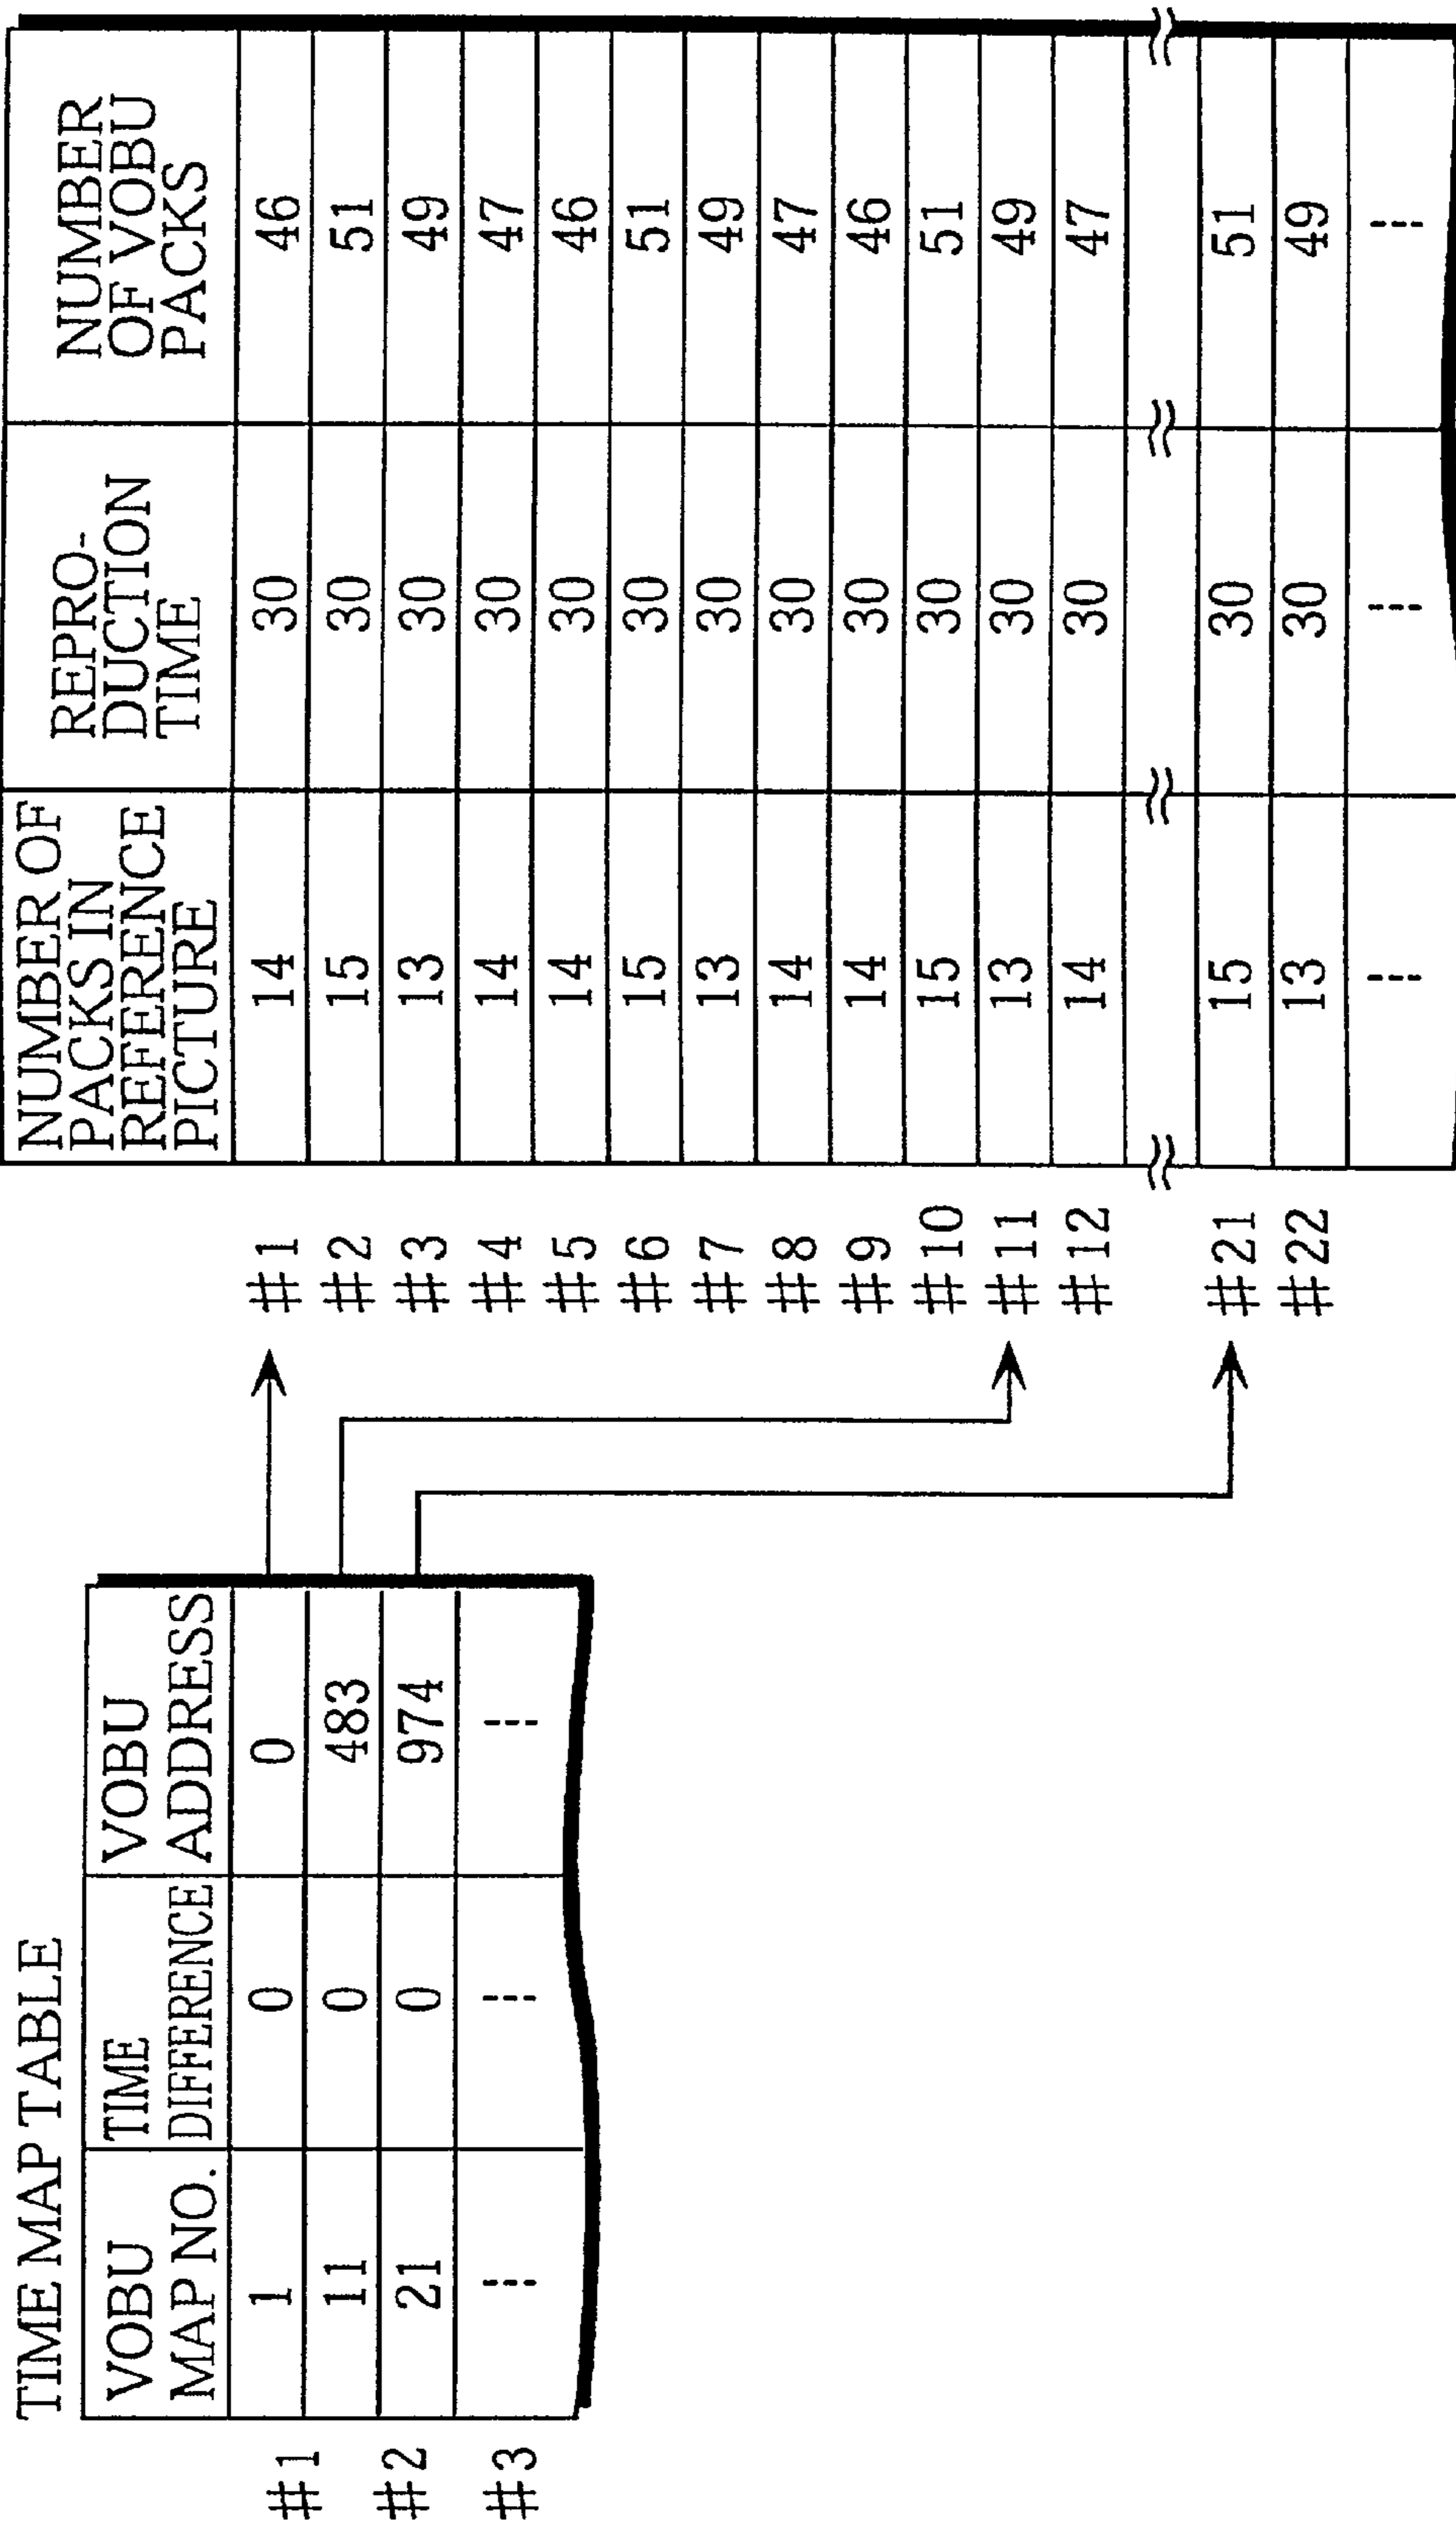 TIME MAP TABLE
VOBU MAP NO. TIME DIFFERENCE VOBU ADDRESS
#1 1 0 0
#2 11 0 483
#3 21 0 974
--- --- ---
NUMBER OF PACKS IN REFERENCE PICTURE REPRO-DUCTION TIME NUMBER OF VOBU PACKS
#1 14 30 46
#2 15 30 51
#3 13 30 49
#4 14 30 47
#5 14 30 46
#6 15 30 51
#7 13 30 49
#8 14 30 47
#9 14 30 46
#10 15 30 51
#11 13 30 49
#12 14 30 47
#21 15 30 51
#22 13 30 49
--- --- ---